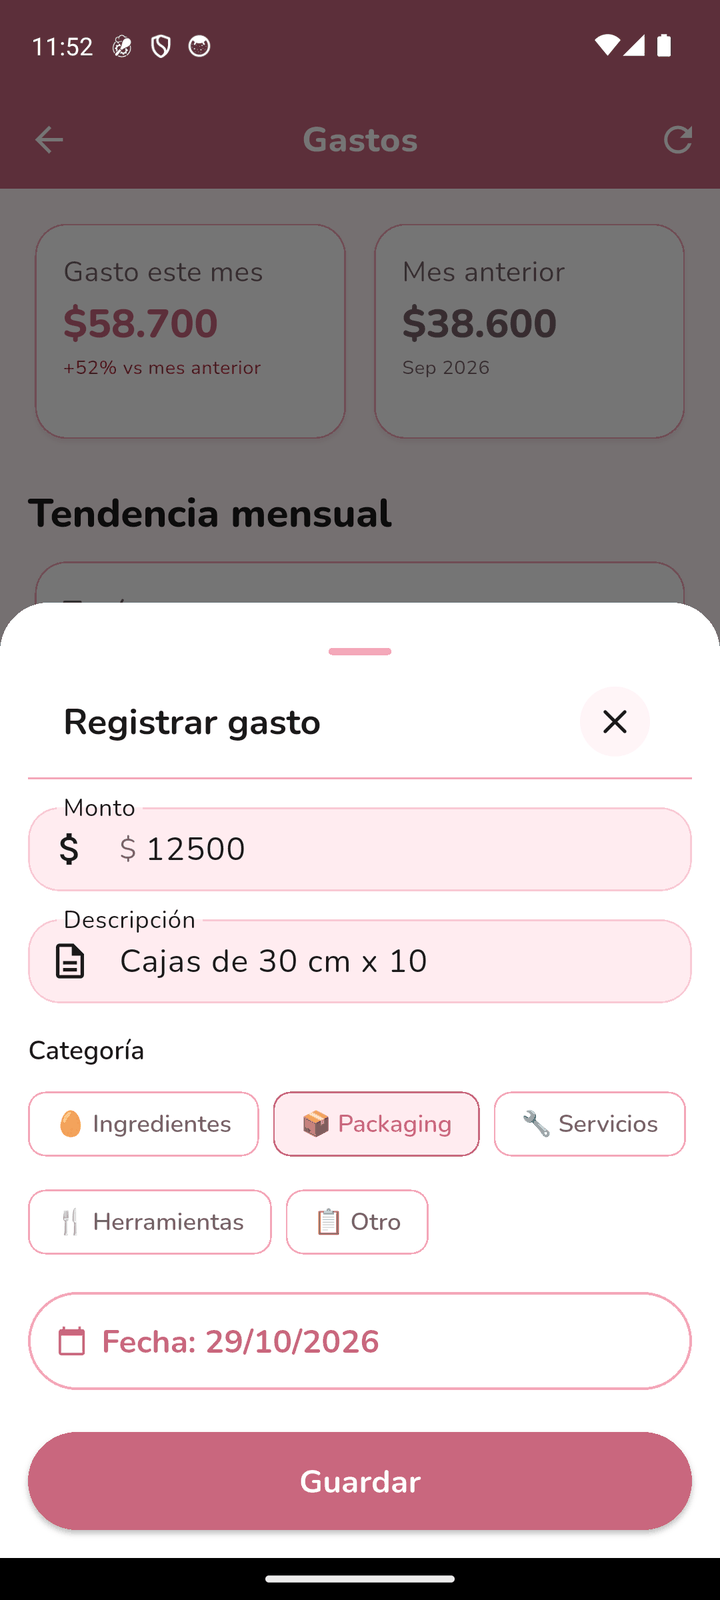 11:52
Gastos
Gasto este mes
$58.700
+52% vs mes anterior
Mes anterior
$38.600
Sep 2026
Tendencia mensual
Registrar gasto
Monto
$ $ 12500
Descripción
Cajas de 30 cm x 10
Categoría
Ingredientes
Packaging
Servicios
Herramientas
Otro
Fecha: 29/10/2026
Guardar